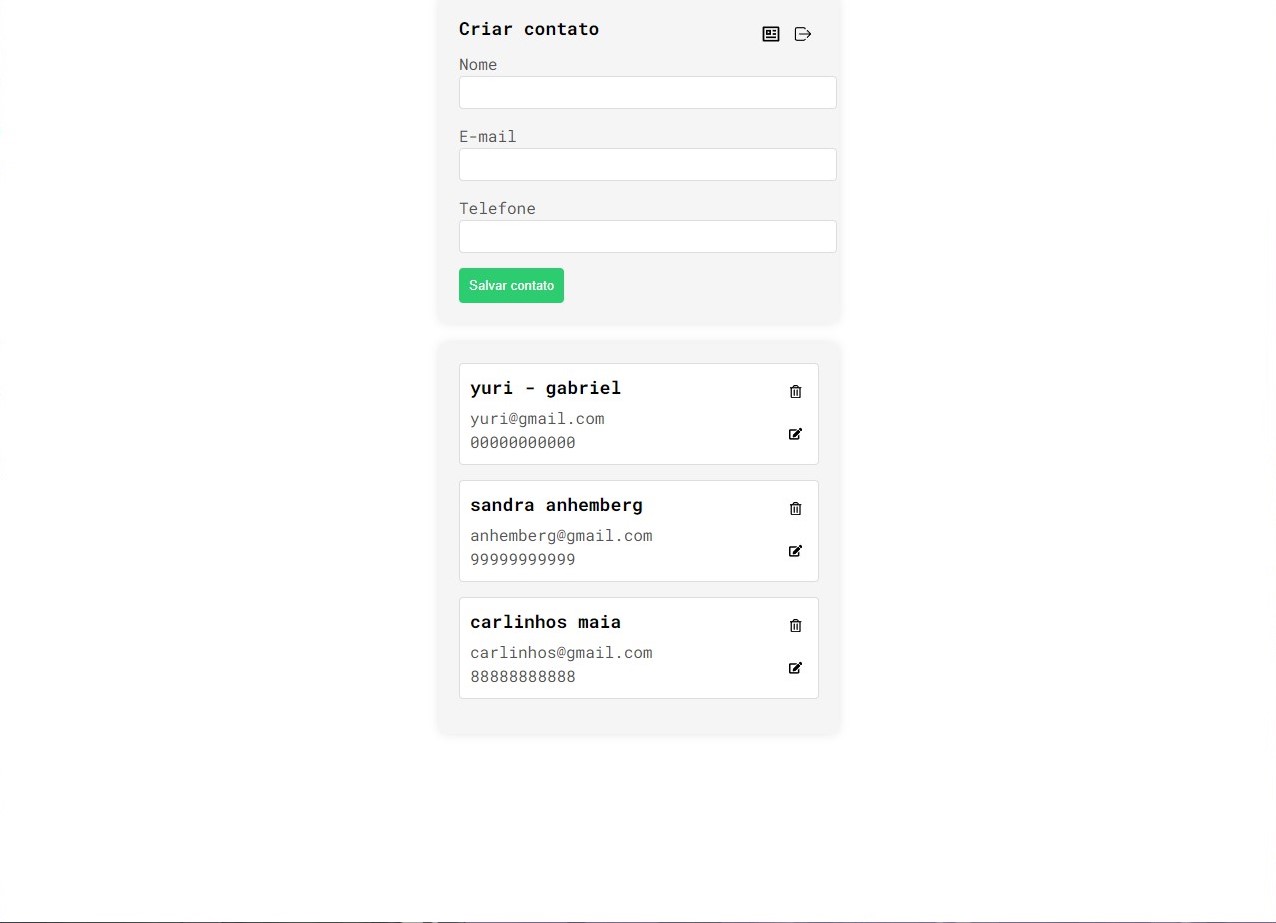 Criar contato
Nome
E-mail
Telefone
Salvar contato
yuri - gabriel
yuri@gmail.com
00000000000
sandra anhemberg
anhemberg@gmail.com
99999999999
carlinhos maia
carlinhos@gmail.com
88888888888